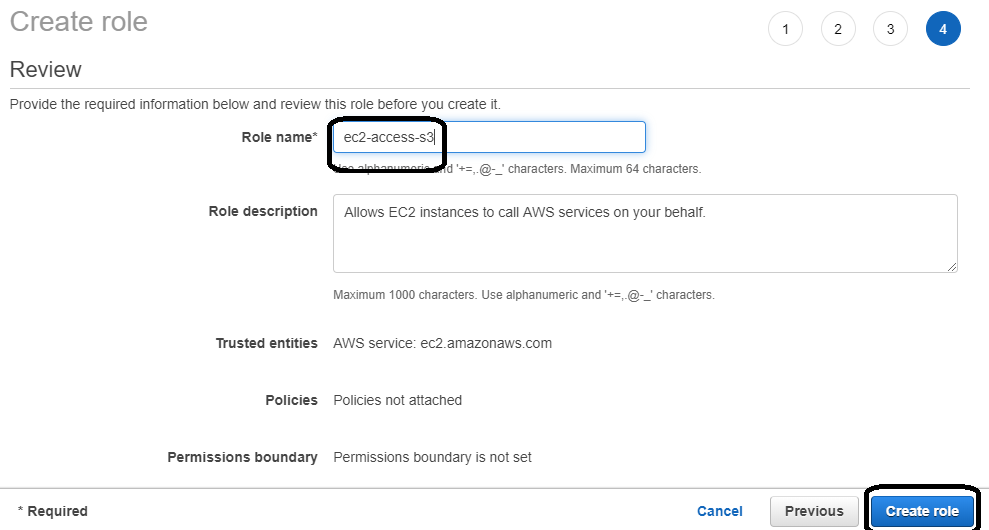 Create role
1 2 3 4
Review
Provide the required information below and review this role before you create it.
Role name* ec2-access-s3
Use alphanumeric and '+=,.@-_' characters. Maximum 64 characters.
Role description Allows EC2 instances to call AWS services on your behalf.
Maximum 1000 characters. Use alphanumeric and '+=,.@-_' characters.
Trusted entities AWS service: ec2.amazonaws.com
Policies Policies not attached
Permissions boundary Permissions boundary is not set
* Required Cancel Previous Create role